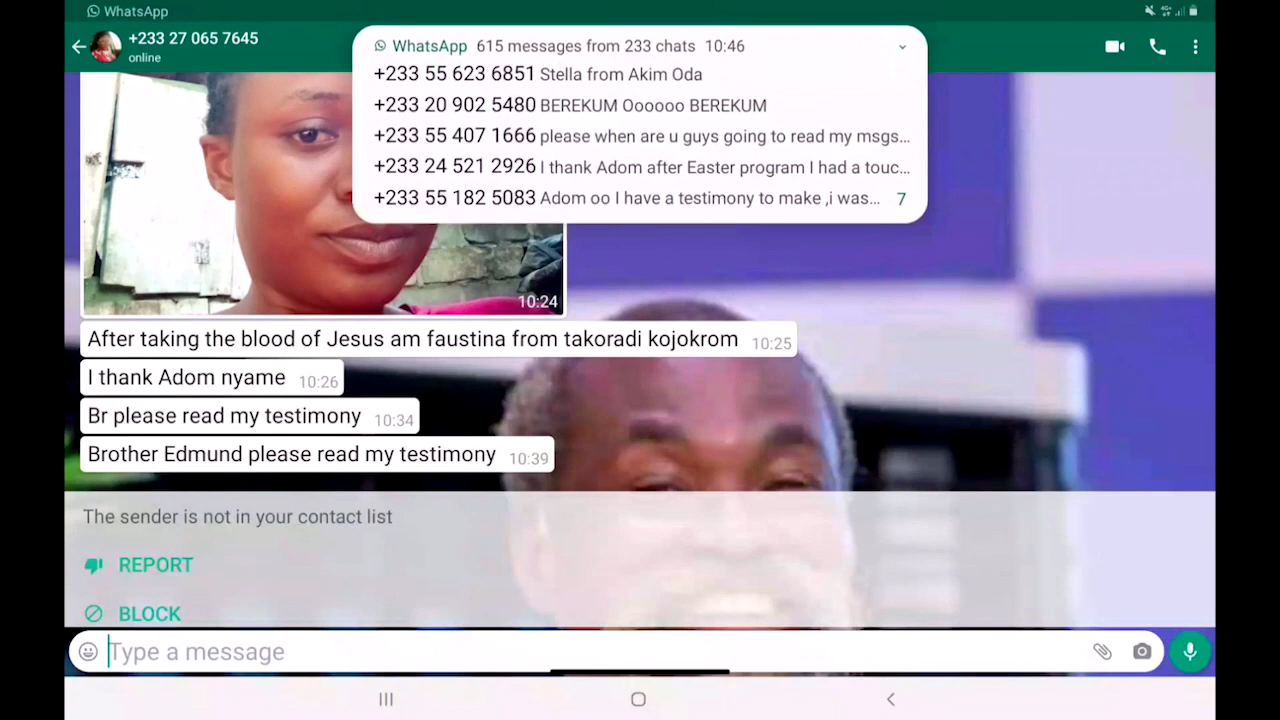 WhatsApp
4G+
+233 27 065 7645
online
WhatsApp 615 messages from 233 chats 10:46
+233 55 623 6851 Stella from Akim Oda
+233 20 902 5480 BEREKUM Oooooo BEREKUM
+233 55 407 1666 please when are u guys going to read my msgs...
+233 24 521 2926 I thank Adom after Easter program I had a touc...
+233 55 182 5083 Adom oo I have a testimony to make ,i was... 7
10:24
After taking the blood of Jesus am faustina from takoradi kojokrom 10:25
I thank Adom nyame 10:26
Br please read my testimony 10:34
Brother Edmund please read my testimony 10:39
The sender is not in your contact list
REPORT
BLOCK
Type a message